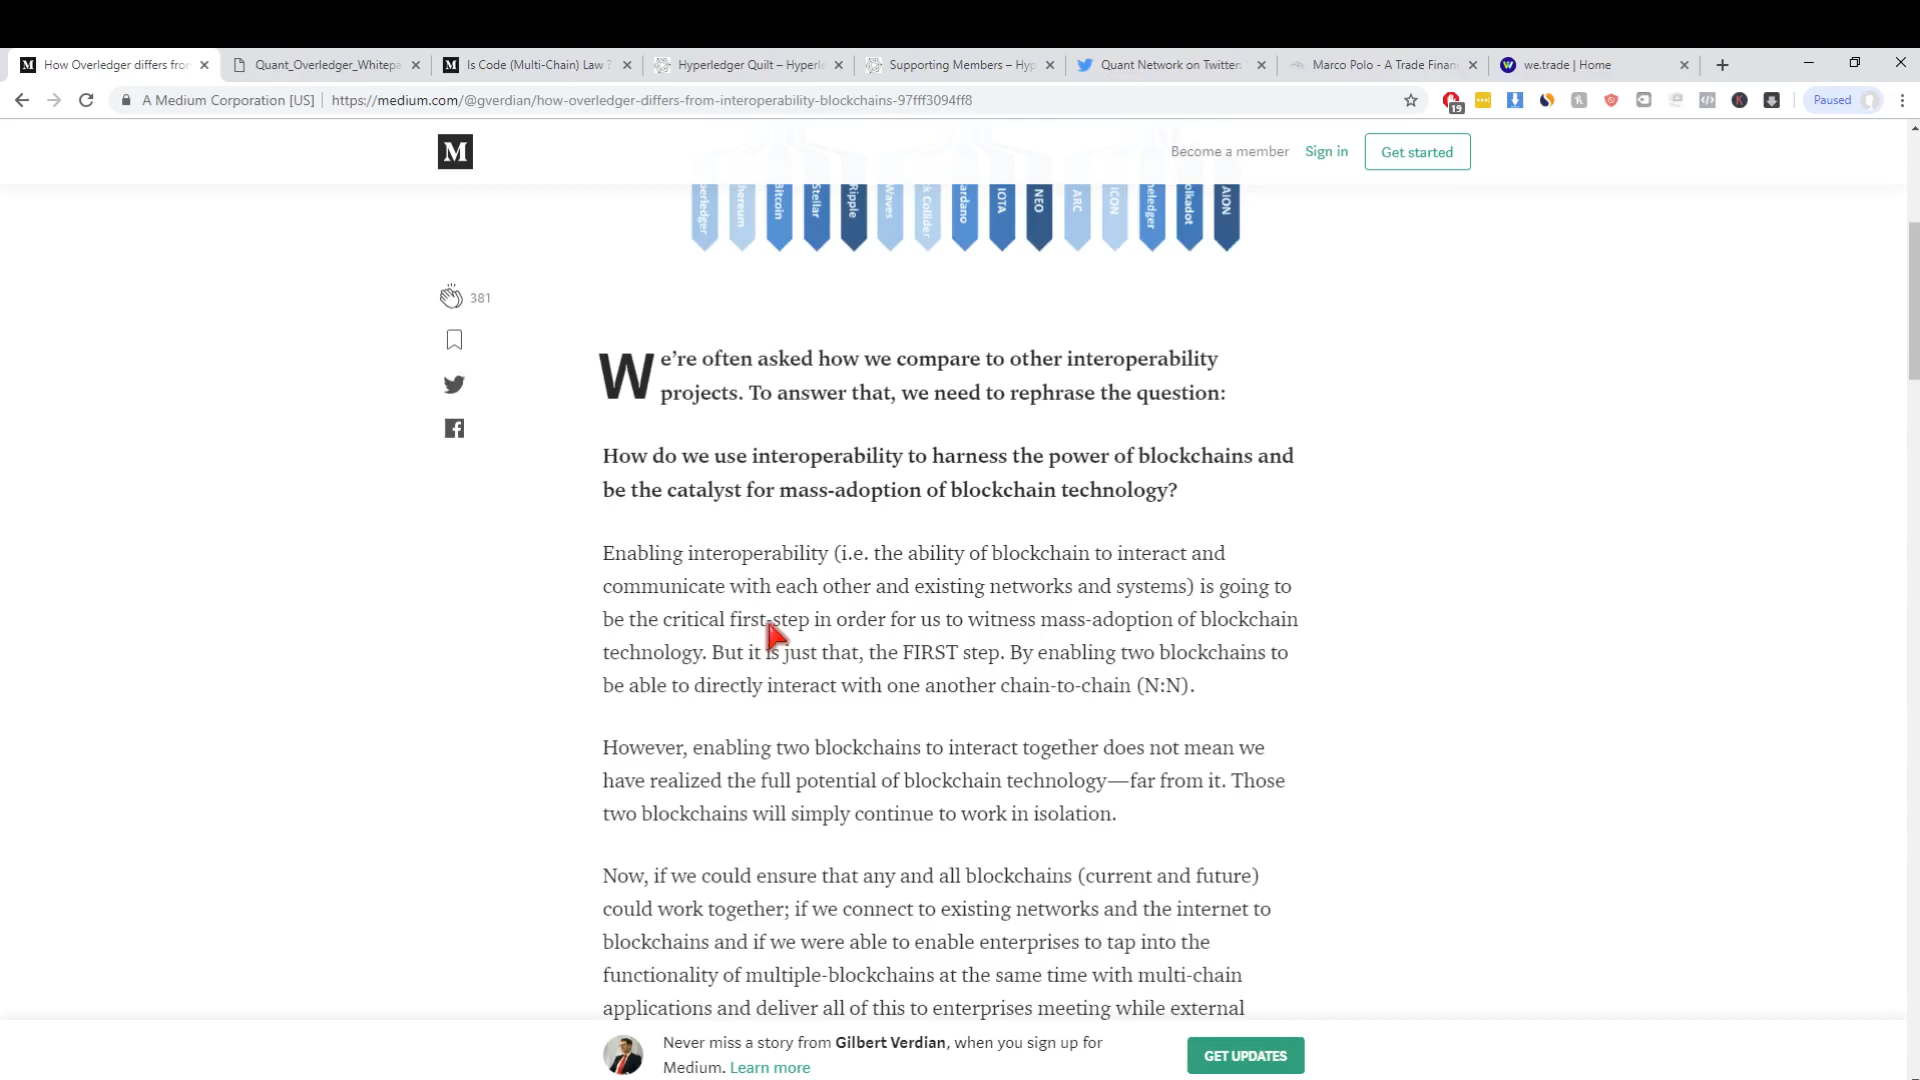 How Overledger differs fro
Quant_Overledger_Whitepa
Is Code (Multi-Chain) Law ?
Hyperledger Quilt – Hyperle
Supporting Members – Hyp
Quant Network on Twitter:
Marco Polo - A Trade Finan
we.trade | Home
A Medium Corporation [US]
https://medium.com/@gverdian/how-overledger-differs-from-interoperability-blockchains-97fff3094ff8
19
Paused
M
Become a member
Sign in
Get started
erledger
hereum
Bitcoin
Stellar
Ripple
Waves
k Collider
ardano
IOTA
NEO
ARC
ICON
neledger
olkadot
AION
381
We’re often asked how we compare to other interoperability
projects. To answer that, we need to rephrase the question:
How do we use interoperability to harness the power of blockchains and
be the catalyst for mass-adoption of blockchain technology?
Enabling interoperability (i.e. the ability of blockchain to interact and
communicate with each other and existing networks and systems) is going to
be the critical first-step in order for us to witness mass-adoption of blockchain
technology. But it is just that, the FIRST step. By enabling two blockchains to
be able to directly interact with one another chain-to-chain (N:N).
However, enabling two blockchains to interact together does not mean we
have realized the full potential of blockchain technology—far from it. Those
two blockchains will simply continue to work in isolation.
Now, if we could ensure that any and all blockchains (current and future)
could work together; if we connect to existing networks and the internet to
blockchains and if we were able to enable enterprises to tap into the
functionality of multiple-blockchains at the same time with multi-chain
applications and deliver all of this to enterprises meeting while external
Never miss a story from Gilbert Verdian, when you sign up for
Medium. Learn more
GET UPDATES